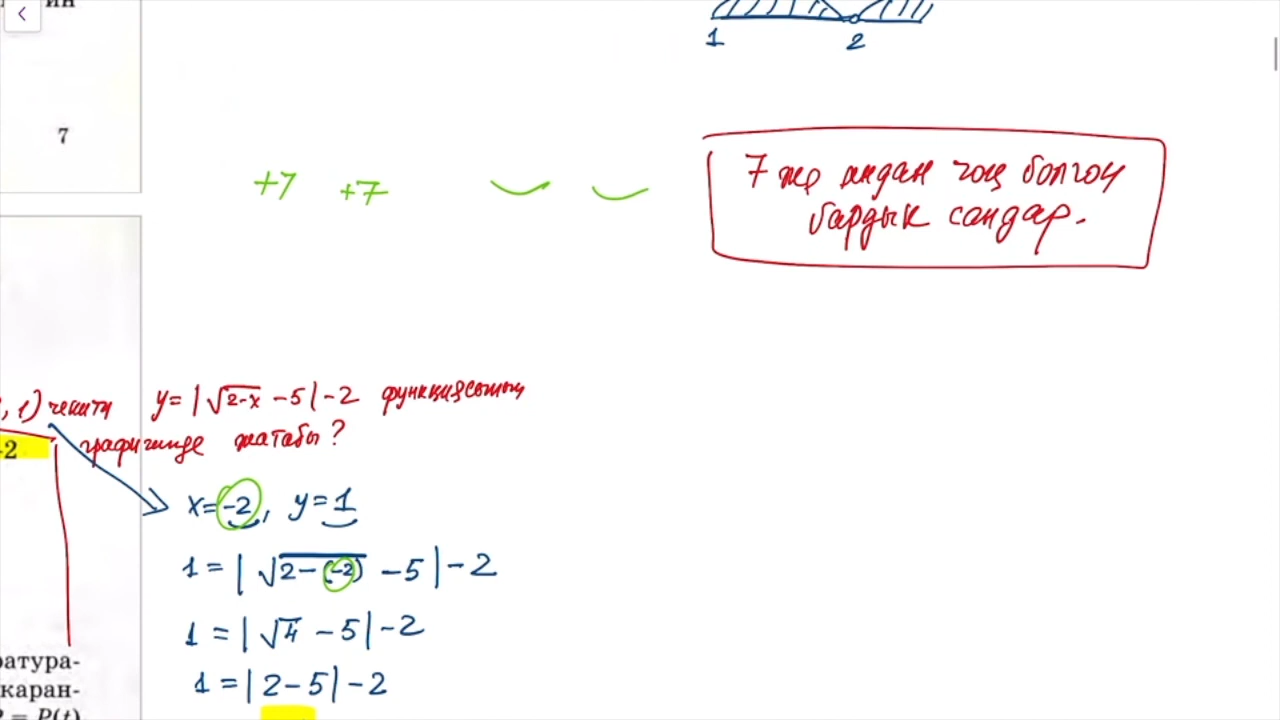 ин
7
1 2
+7 +7
7 же андан чоң болгон
бардык сандар.
, 1) чекити y=|√2-x -5|-2 функциясынын
графигинде жатабы?
-2
x=-2, y=1
1=|√2-(-2) -5|-2
1=|√4 -5|-2
1=|2-5|-2
ратура-
каран-
= P(t)